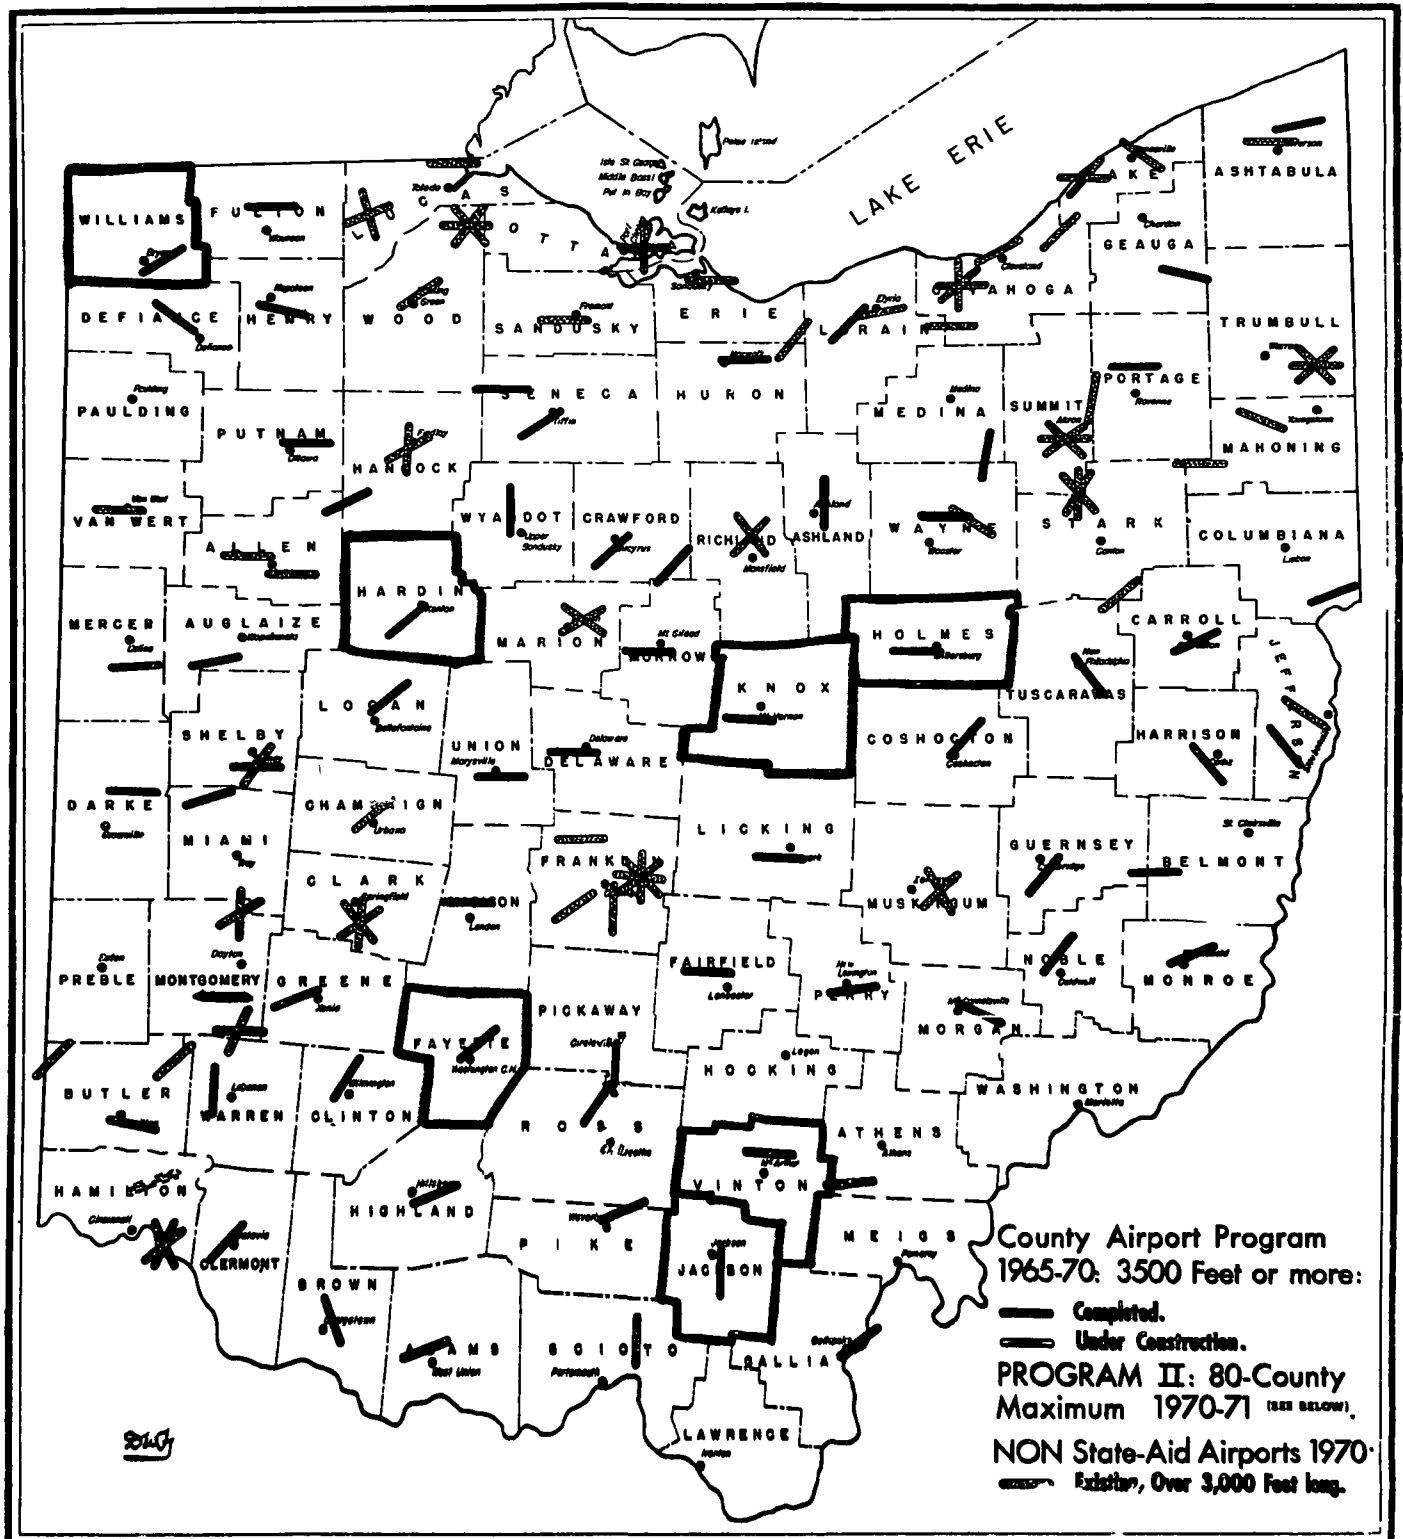 LAKE ERIE
Pelee Island
Isle St George
Middle Bass I
Put In Bay
Kelleys I.
WILLIAMS
FULTON
Wauseon
Toledo
LUCAS
OTTAWA
LAKE
ASHTABULA
Jefferson
Painesville
Chardon
GEAUGA
Cleveland
CUYAHOGA
DEFIANCE
Defiance
HENRY
Napoleon
WOOD
Bowling
Green
SANDUSKY
Fremont
ERIE
Sandusky
LORAIN
Elyria
TRUMBULL
Warren
PAULDING
Paulding
PUTNAM
Ottawa
HANCOCK
Findlay
SENECA
Tiffin
HURON
Norwalk
MEDINA
Medina
SUMMIT
Akron
PORTAGE
Ravenna
MAHONING
Youngstown
VAN WERT
Van Wert
ALLEN
WYANDOT
Upper
Sandusky
CRAWFORD
Bucyrus
RICHLAND
Mansfield
ASHLAND
Ashland
WAYNE
Wooster
STARK
Canton
COLUMBIANA
Lisbon
HARDIN
Kenton
MERCER
Celina
AUGLAIZE
Wapakoneta
MARION
Mt Gilead
MORROW
HOLMES
Millersburg
KNOX
Mt. Vernon
New
Philadelphia
TUSCARAWAS
CARROLL
JEFFERSON
LOGAN
Bellefontaine
SHELBY
UNION
Marysville
Delaware
DELAWARE
COSHOCTON
Coshocton
HARRISON
Cadiz
DARKE
Greenville
MIAMI
Troy
CHAMPAIGN
Urbana
LICKING
FRANKLIN
GUERNSEY
Cambridge
St Clairsville
BELMONT
CLARK
Springfield
MADISON
London
MUSKINGUM
Eaton
PREBLE
Dayton
MONTGOMERY
GREENE
Xenia
FAIRFIELD
Lancaster
New
Lexington
PERRY
NOBLE
Caldwell
MONROE
McConnelsville
MORGAN
FAYETTE
Washington C.H.
PICKAWAY
Circleville
Logan
HOCKING
WASHINGTON
Marietta
BUTLER
Lebanon
WARREN
Wilmington
CLINTON
ROSS
ATHENS
Athens
McArthur
VINTON
HAMILTON
Cincinnati
Batavia
CLERMONT
Hillsboro
HIGHLAND
Waverly
PIKE
Jackson
JACKSON
MEIGS
Pomeroy
BROWN
Georgetown
ADAMS
West Union
SCIOTO
Portsmouth
Gallipolis
GALLIA
LAWRENCE
Ironton
County Airport Program
1965-70: 3500 Feet or more:
Completed.
Under Construction.
PROGRAM II: 80-County
Maximum 1970-71 (SEE BELOW).
NON State-Aid Airports 1970
Existing, Over 3,000 Feet long.